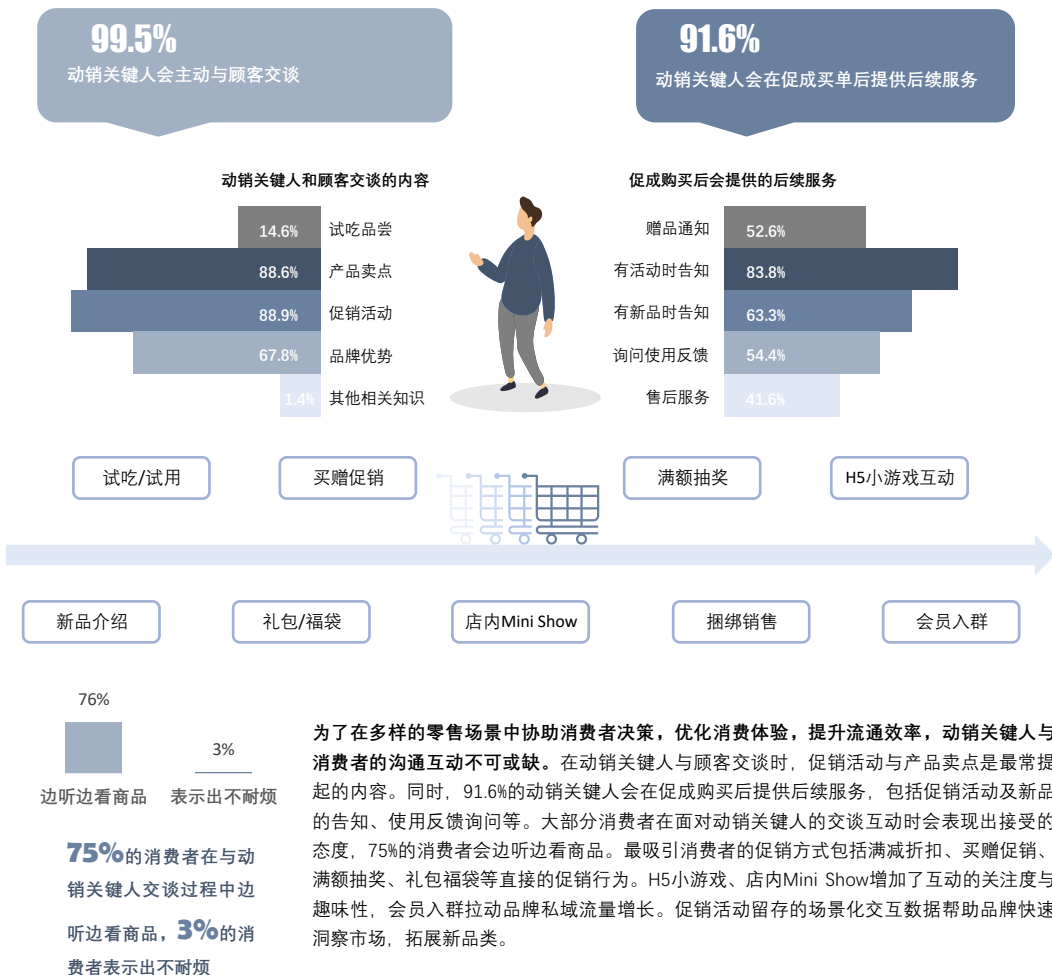 99.5%
动销关键人会主动与顾客交谈
91.6%
动销关键人会在促成买单后提供后续服务
动销关键人和顾客交谈的内容
14.6% 试吃品尝
88.6% 产品卖点
88.9% 促销活动
67.8% 品牌优势
1.4% 其他相关知识
促成购买后会提供的后续服务
赠品通知 52.6%
有活动时告知 83.8%
有新品时告知 63.3%
询问使用反馈 54.4%
售后服务 41.6%
试吃/试用
买赠促销
满额抽奖
H5小游戏互动
新品介绍
礼包/福袋
店内Mini Show
捆绑销售
会员入群
76%
3%
边听边看商品
表示出不耐烦
75%的消费者在与动
销关键人交谈过程中边
听边看商品，3%的消
费者表示出不耐烦
为了在多样的零售场景中协助消费者决策，优化消费体验，提升流通效率，动销关键人与
消费者的沟通互动不可或缺。在动销关键人与顾客交谈时，促销活动与产品卖点是最常提
起的内容。同时，91.6%的动销关键人会在促成购买后提供后续服务，包括促销活动及新品
的告知、使用反馈询问等。大部分消费者在面对动销关键人的交谈互动时会表现出接受的
态度，75%的消费者会边听边看商品。最吸引消费者的促销方式包括满减折扣、买赠促销、
满额抽奖、礼包福袋等直接的促销行为。H5小游戏、店内Mini Show增加了互动的关注度与
趣味性，会员入群拉动品牌私域流量增长。促销活动留存的场景化交互数据帮助品牌快速
洞察市场，拓展新品类。